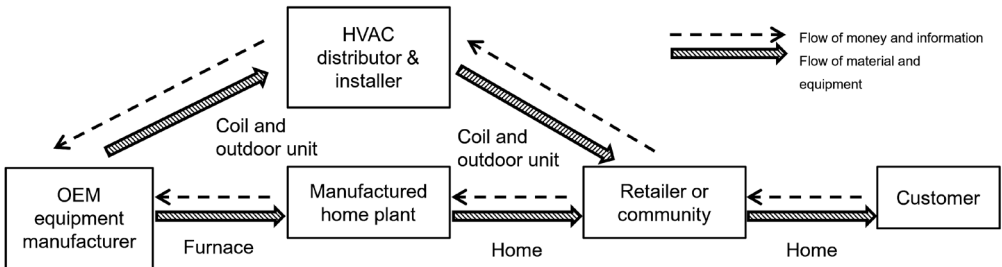 HVAC
distributor &
installer
Flow of money and information
Flow of material and
equipment
Coil and
outdoor unit
Coil and
outdoor unit
OEM
equipment
manufacturer
Manufactured
home plant
Retailer or
community
Customer
Furnace
Home
Home